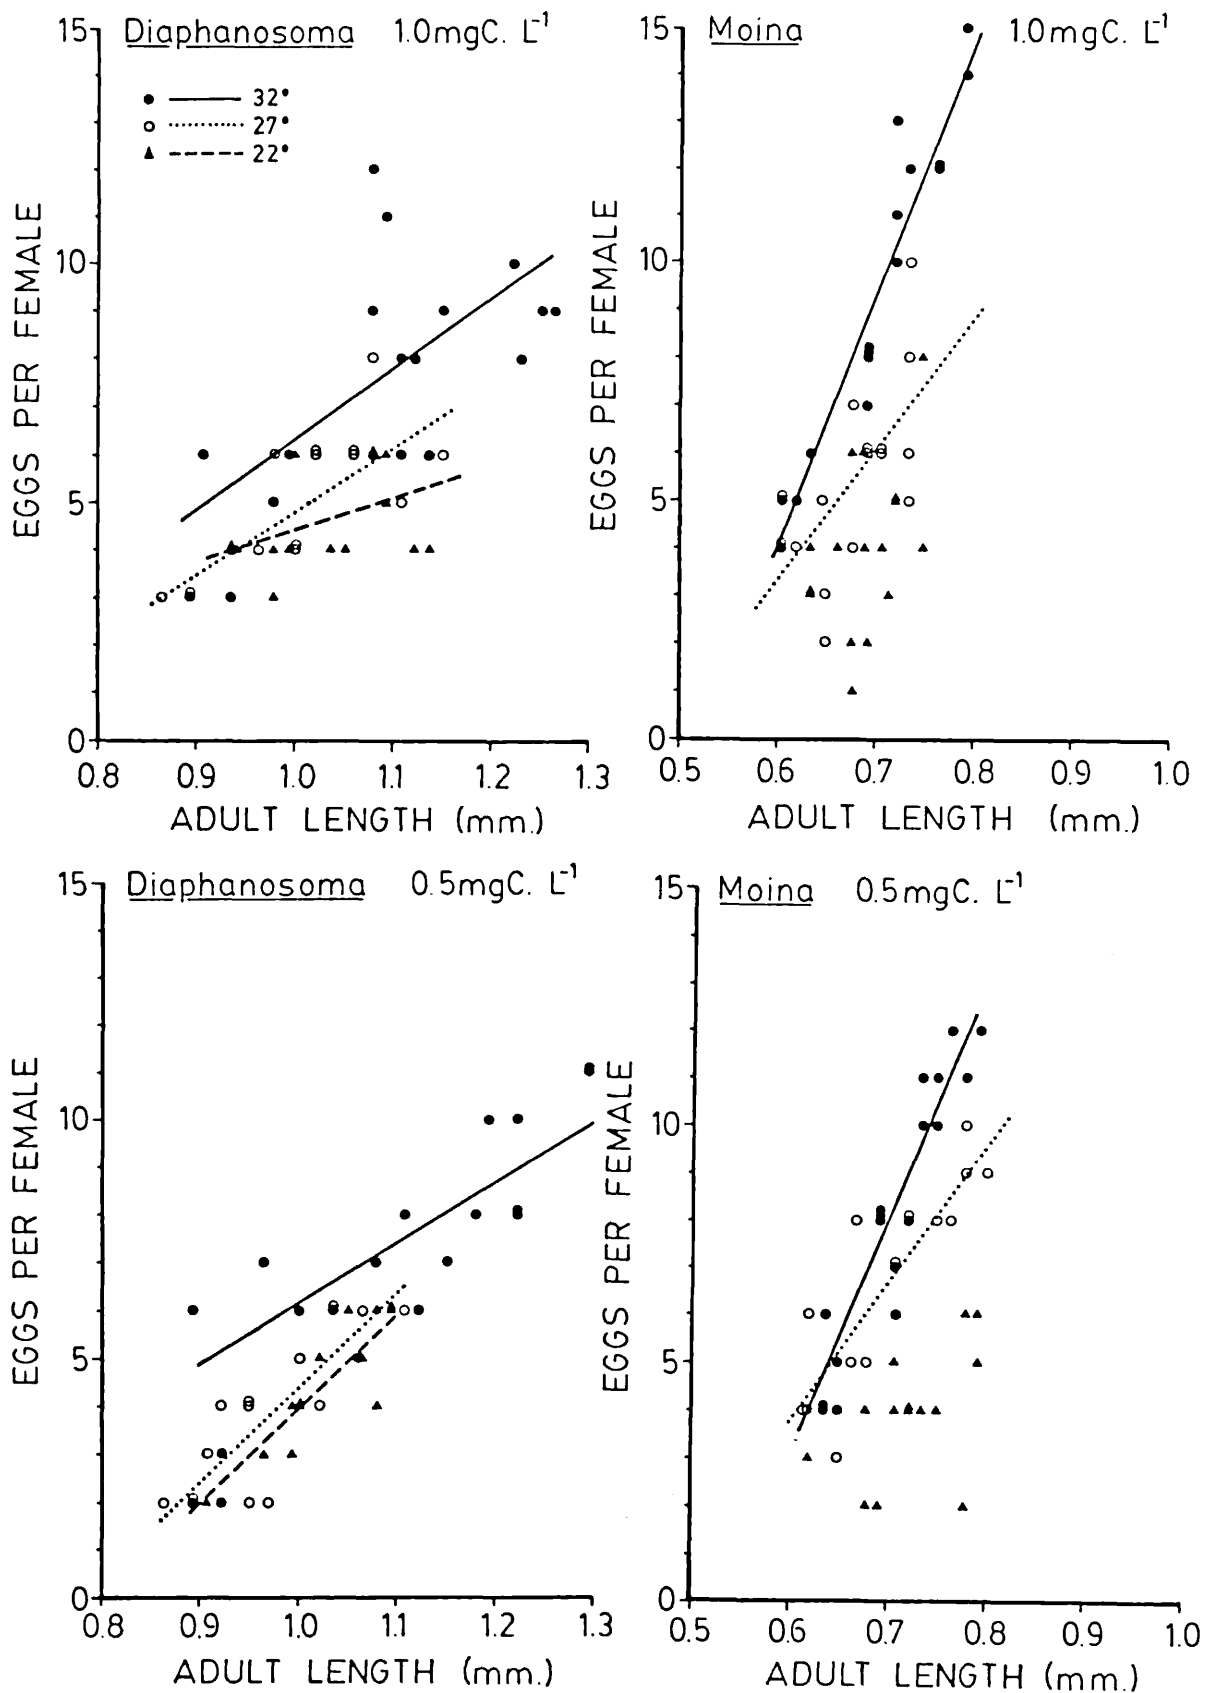 Diaphanosoma 1.0mgC. L-1
32°
27°
22°
15
10
5
0
EGGS PER FEMALE
0.8 0.9 1.0 1.1 1.2 1.3
ADULT LENGTH (mm.)
Moina 1.0mgC. L-1
15
10
5
0
EGGS PER FEMALE
0.5 0.6 0.7 0.8 0.9 1.0
ADULT LENGTH (mm.)
Diaphanosoma 0.5mgC. L-1
15
10
5
0
EGGS PER FEMALE
0.8 0.9 1.0 1.1 1.2 1.3
ADULT LENGTH (mm.)
Moina 0.5mgC. L-1
15
10
5
0
EGGS PER FEMALE
0.5 0.6 0.7 0.8 0.9 1.0
ADULT LENGTH (mm.)